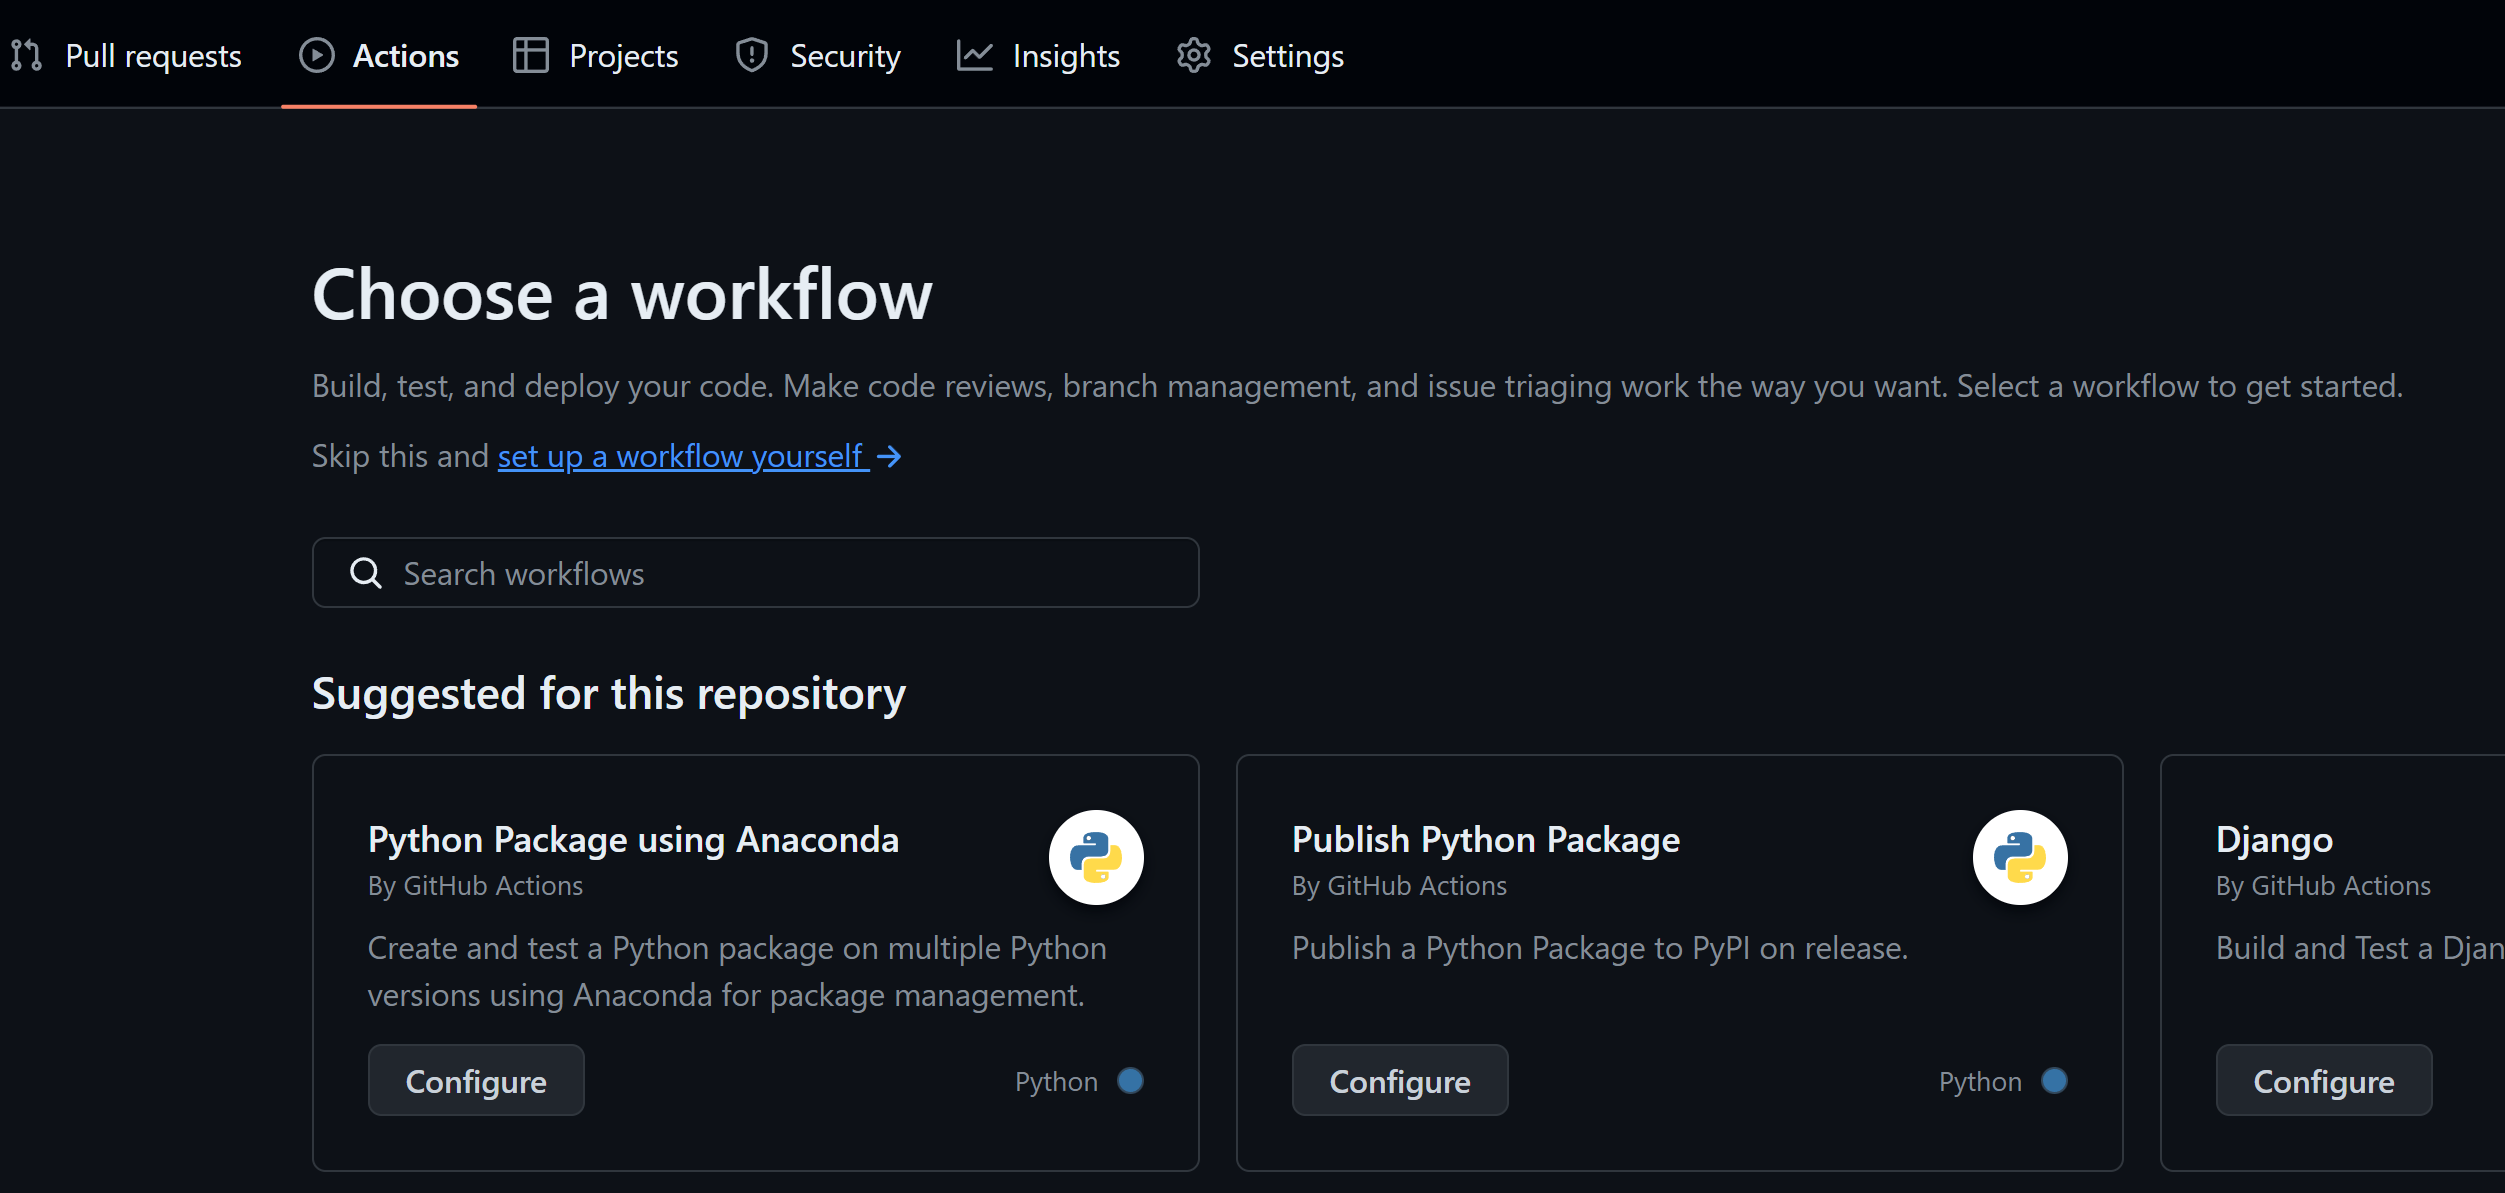 Pull requests Actions Projects Security Insights Settings
Choose a workflow
Build, test, and deploy your code. Make code reviews, branch management, and issue triaging work the way you want. Select a workflow to get started.
Skip this and set up a workflow yourself →
Search workflows
Suggested for this repository
Python Package using Anaconda
By GitHub Actions
Create and test a Python package on multiple Python
versions using Anaconda for package management.
Configure
Python
Publish Python Package
By GitHub Actions
Publish a Python Package to PyPI on release.
Configure
Python
Django
By GitHub Actions
Build and Test a Djan
Configure